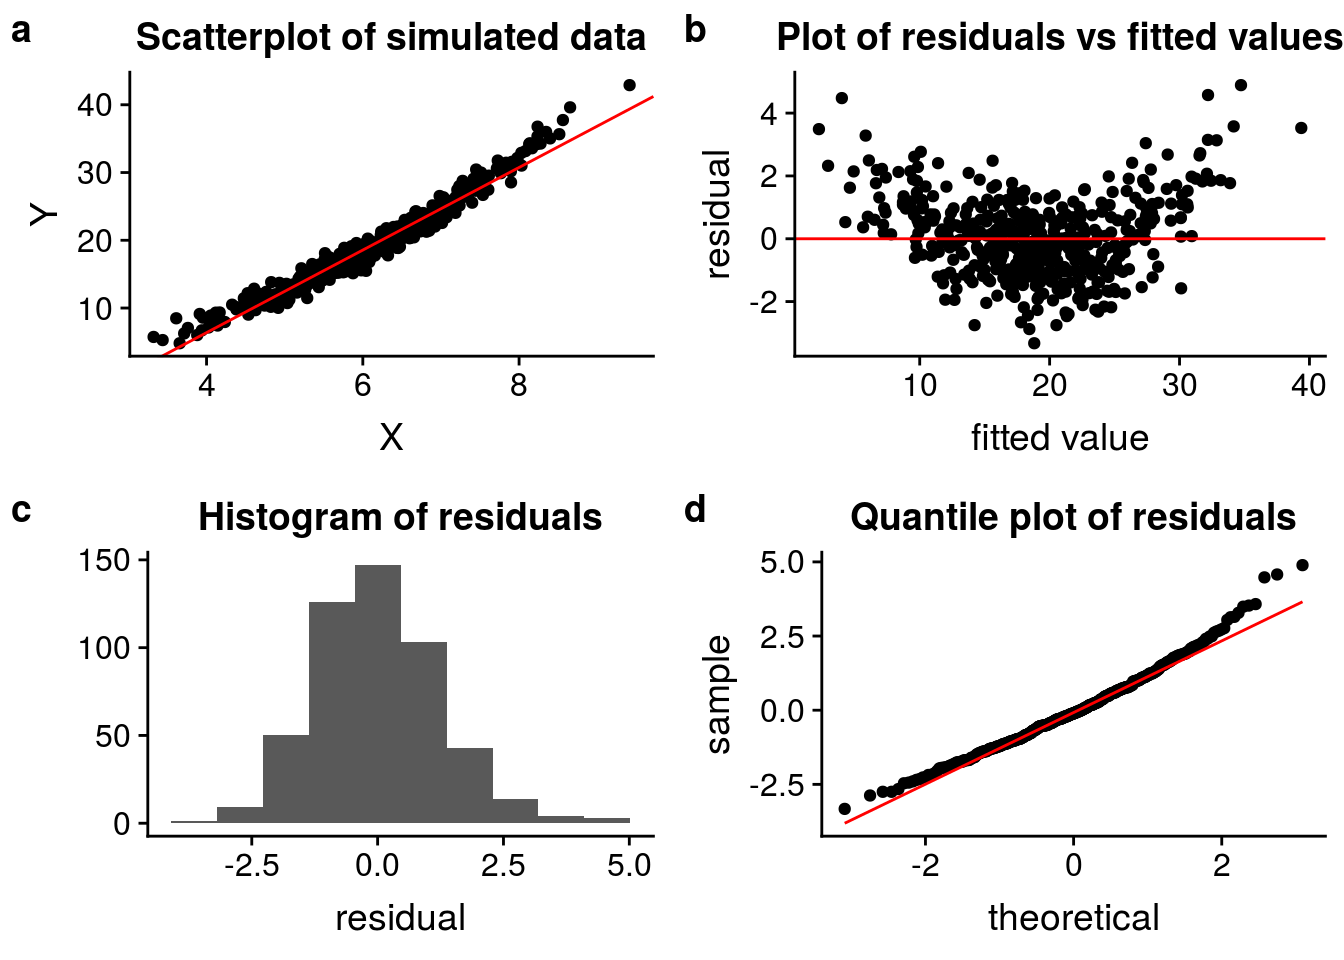 a
Scatterplot of simulated data
40
30
20
10
Y
4 6 8
X
b
Plot of residuals vs fitted values
4
2
0
-2
residual
10 20 30 40
fitted value
c
Histogram of residuals
150
100
50
0
-2.5 0.0 2.5 5.0
residual
d
Quantile plot of residuals
5.0
2.5
0.0
-2.5
sample
-2 0 2
theoretical